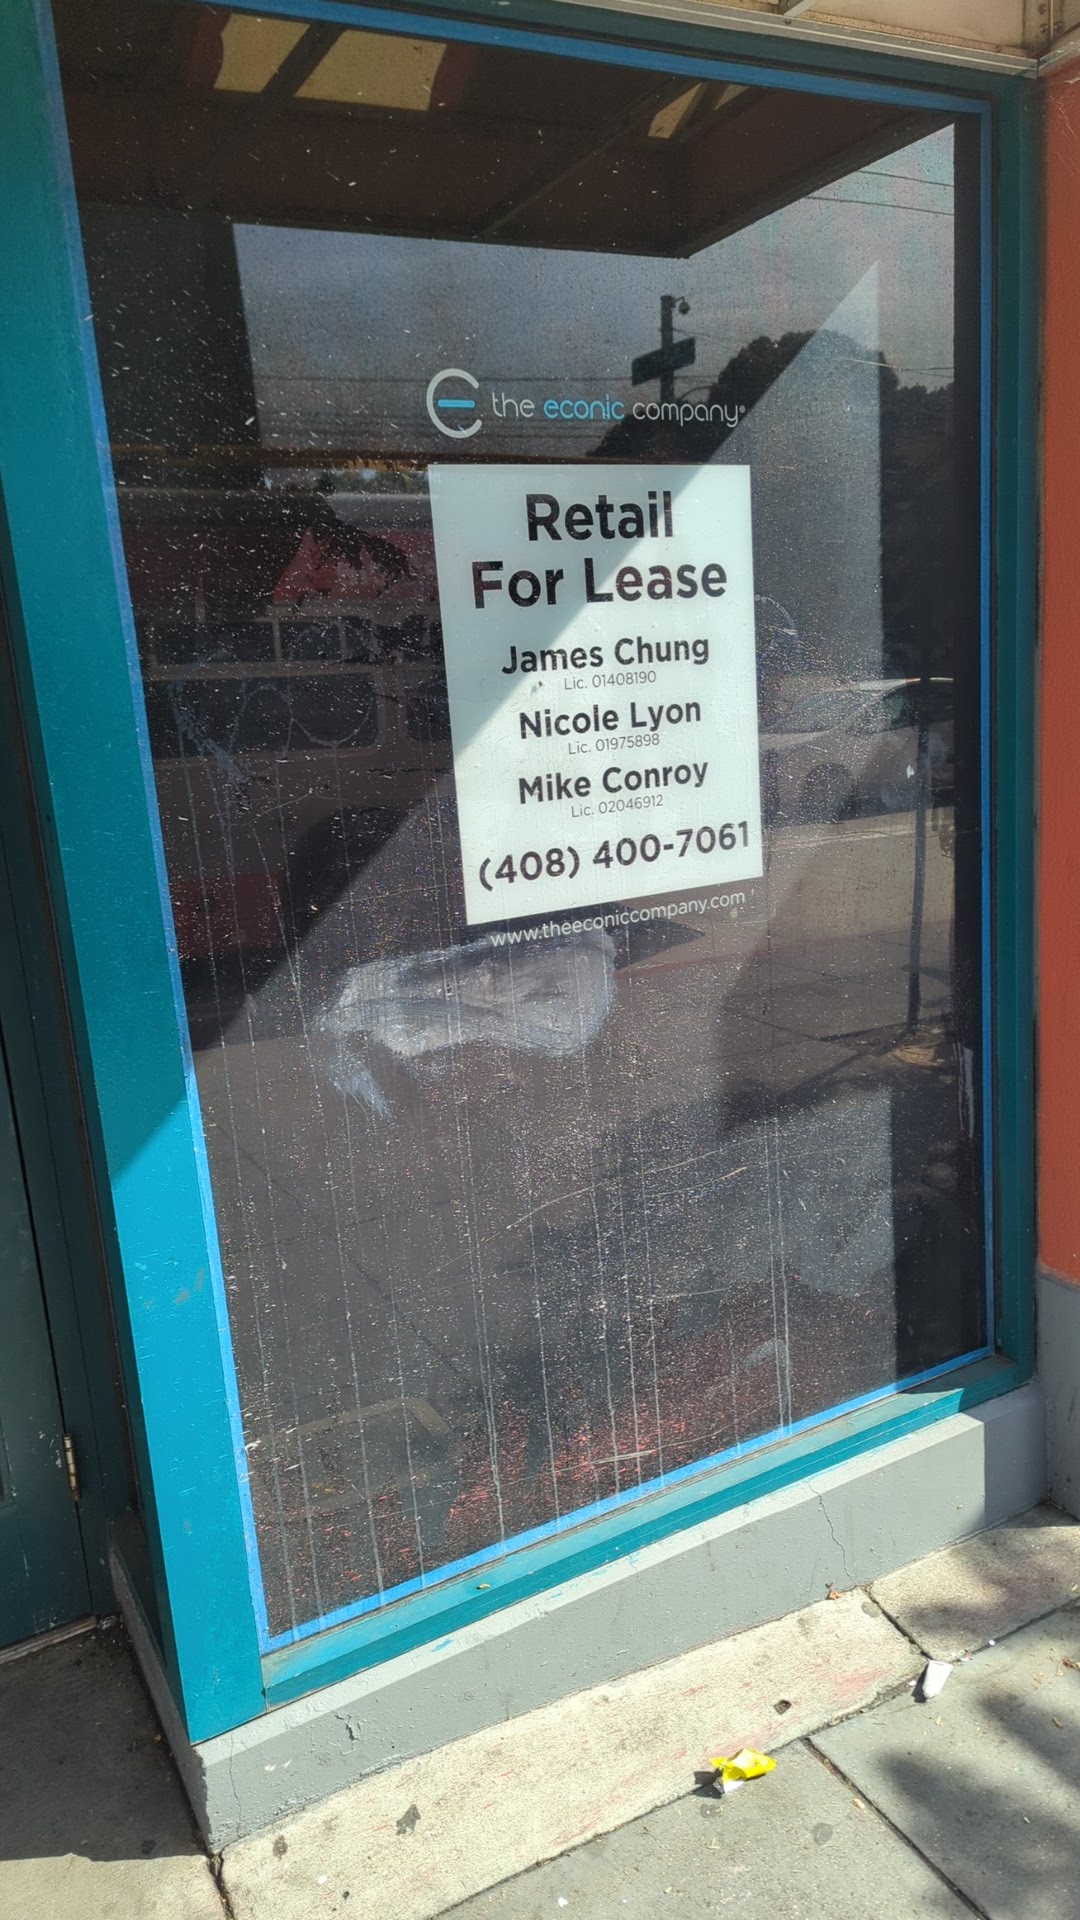 the econic company®
Retail
For Lease
James Chung
Lic. 01408190
Nicole Lyon
Lic. 01975898
Mike Conroy
Lic. 02046912
(408) 400-7061
www.theeconiccompany.com